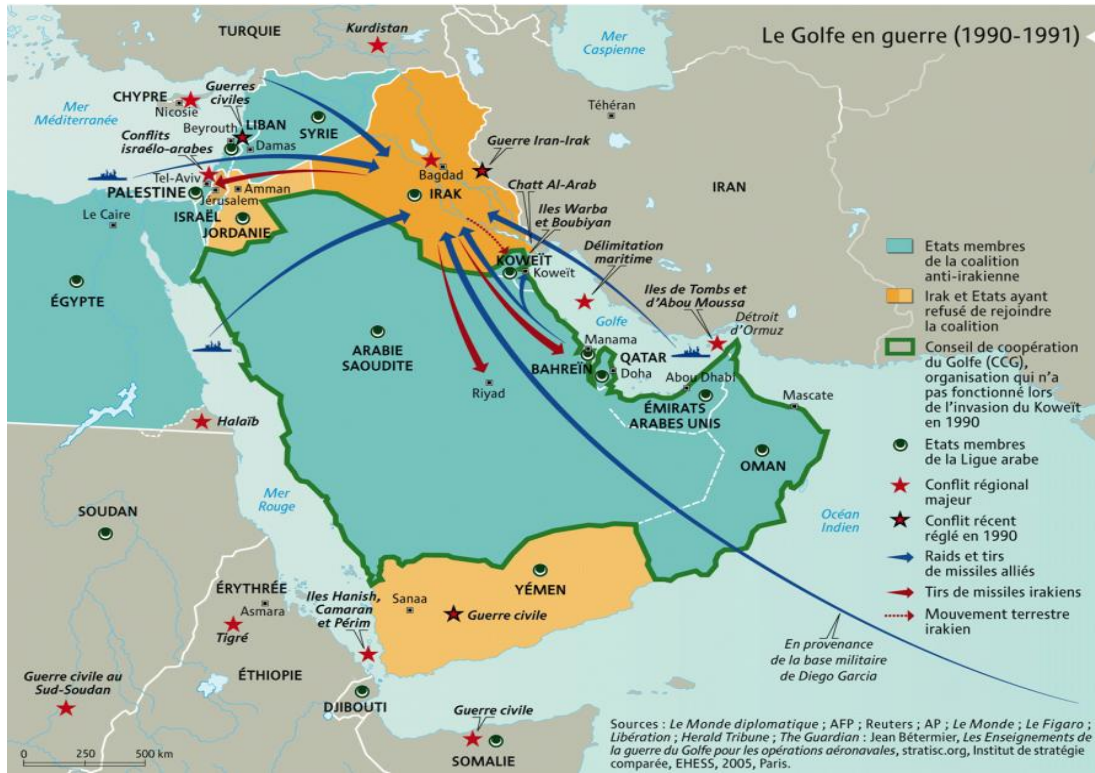 Le Golfe en guerre (1990-1991)
TURQUIE
Kurdistan
Mer
Caspienne
CHYPRE
Nicosie
Guerres
civiles
Mer
Méditerranée
Beyrouth
LIBAN
SYRIE
Damas
Téhéran
Conflits
israélo-arabes
Guerre Iran-Irak
Bagdad
Tel-Aviv
PALESTINE
Jérusalem
Amman
IRAK
Chatt Al-Arab
IRAN
Le Caire
ISRAËL
JORDANIE
Iles Warba
et Boubiyan
KOWEÏT
Koweït
Délimitation
maritime
ÉGYPTE
Iles de Tombs et
d'Abou Moussa
Golfe
Détroit
d'Ormuz
ARABIE
SAOUDITE
Manama
BAHREÏN
QATAR
Doha
Abou Dhabi
Riyad
Mascate
ÉMIRATS
ARABES UNIS
Halaïb
OMAN
Mer
Rouge
Océan
Indien
SOUDAN
YÉMEN
ÉRYTHRÉE
Asmara
Iles Hanish,
Camaran
et Périm
Sanaa
Guerre civile
Tigré
En provenance
de la base militaire
de Diego Garcia
ÉTHIOPIE
Guerre civile au
Sud-Soudan
DJIBOUTI
Guerre civile
SOMALIE
0 250 500 km
Etats membres
de la coalition
anti-irakienne
Irak et Etats ayant
refusé de rejoindre
la coalition
Conseil de coopération
du Golfe (CCG),
organisation qui n'a
pas fonctionné lors
de l'invasion du Koweït
en 1990
Etats membres
de la Ligue arabe
Conflit régional
majeur
Conflit récent
réglé en 1990
Raids et tirs
de missiles alliés
Tirs de missiles irakiens
Mouvement terrestre
irakien
Sources : Le Monde diplomatique ; AFP ; Reuters ; AP ; Le Monde ; Le Figaro ;
Libération ; Herald Tribune ; The Guardian : Jean Bétermier, Les Enseignements de
la guerre du Golfe pour les opérations aéronavales, stratisc.org, Institut de stratégie
comparée, EHESS, 2005, Paris.